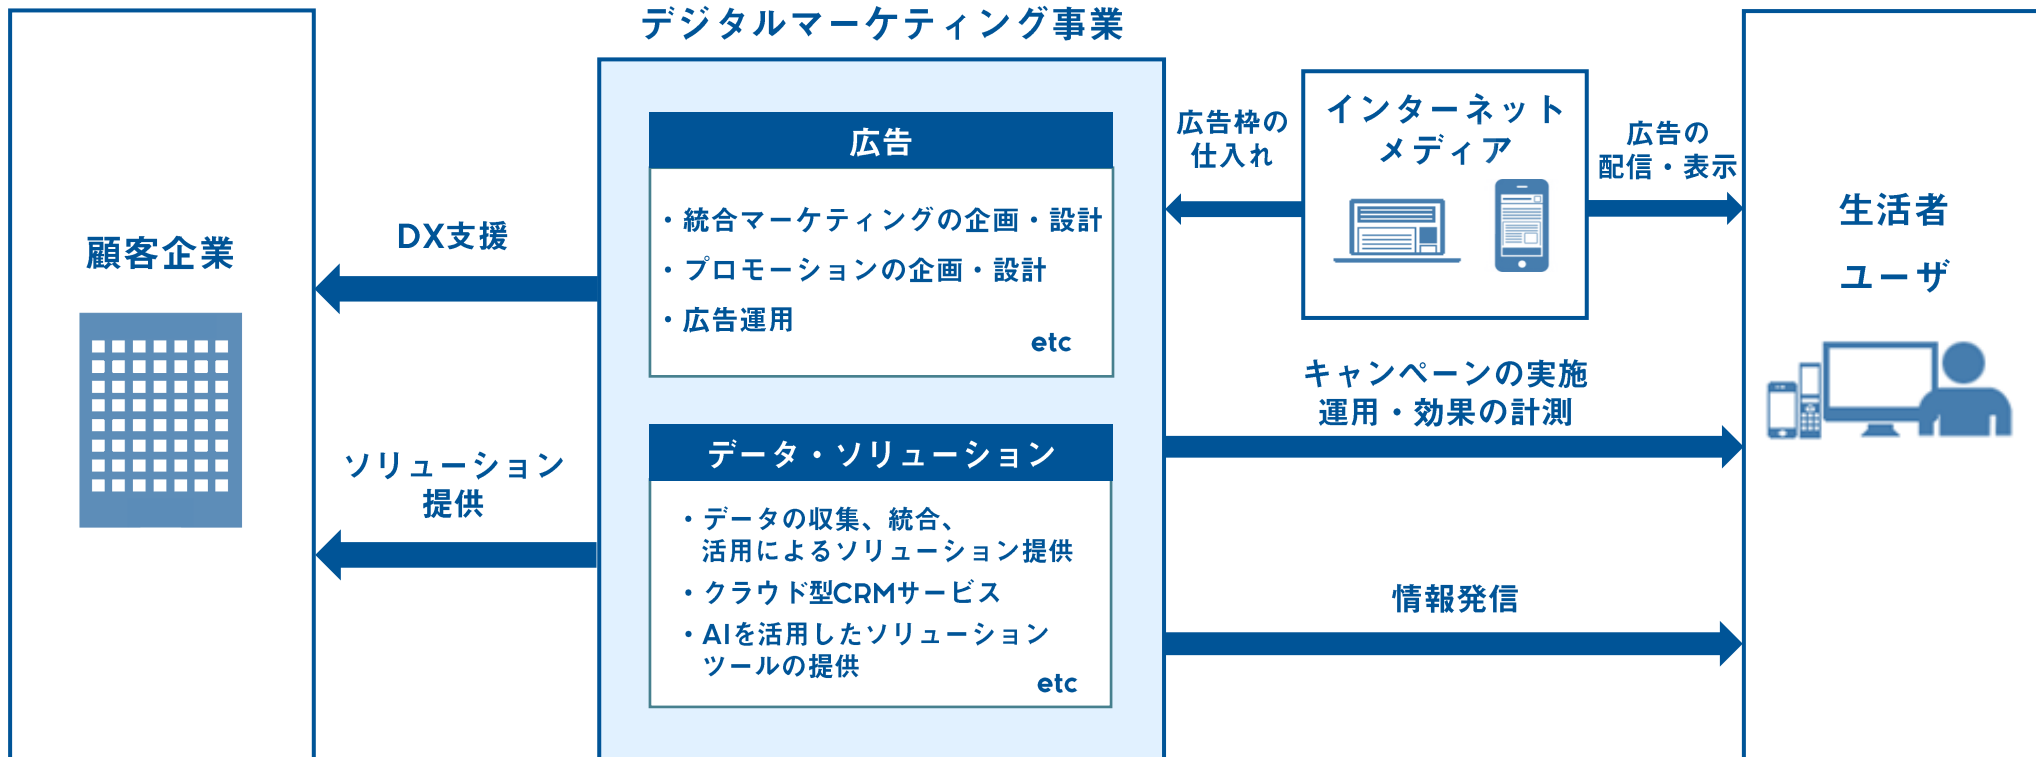 デジタルマーケティング事業
顧客企業
DX支援
ソリューション
提供
広告
・統合マーケティングの企画・設計
・プロモーションの企画・設計
・広告運用
etc
データ・ソリューション
・データの収集、統合、
活用によるソリューション提供
・クラウド型CRMサービス
・AIを活用したソリューション
ツールの提供
etc
広告枠の
仕入れ
インターネット
メディア
広告の
配信・表示
キャンペーンの実施
運用・効果の計測
情報発信
生活者
ユーザ